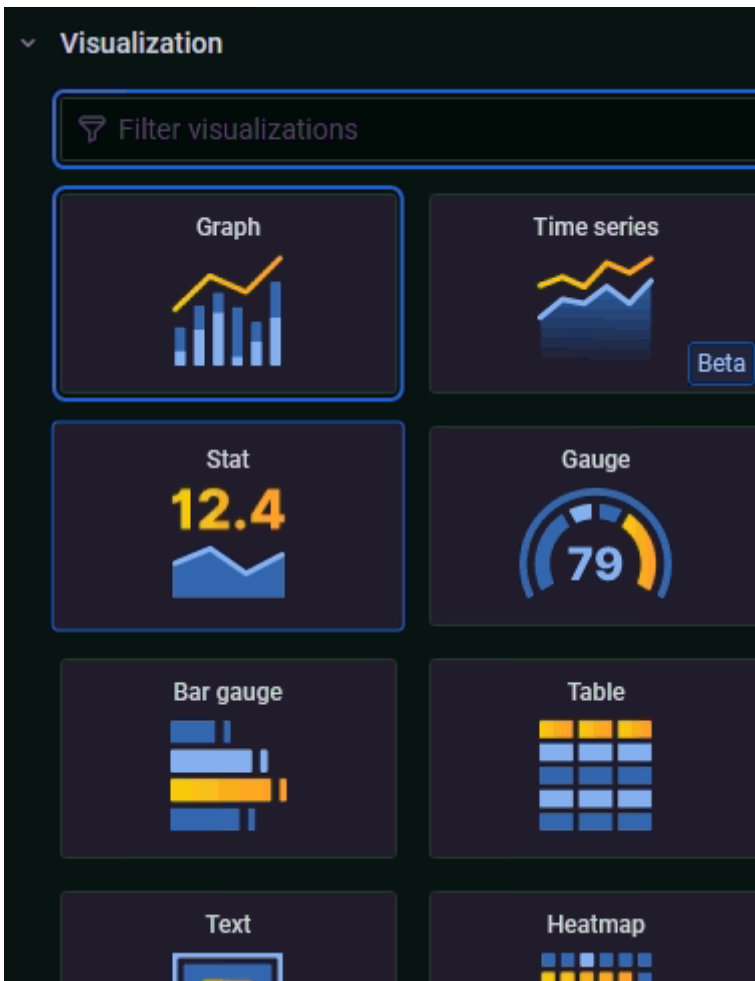 Visualization
Filter visualizations
Graph
Time series
Beta
Stat
12.4
Gauge
79
Bar gauge
Table
Text
Heatmap